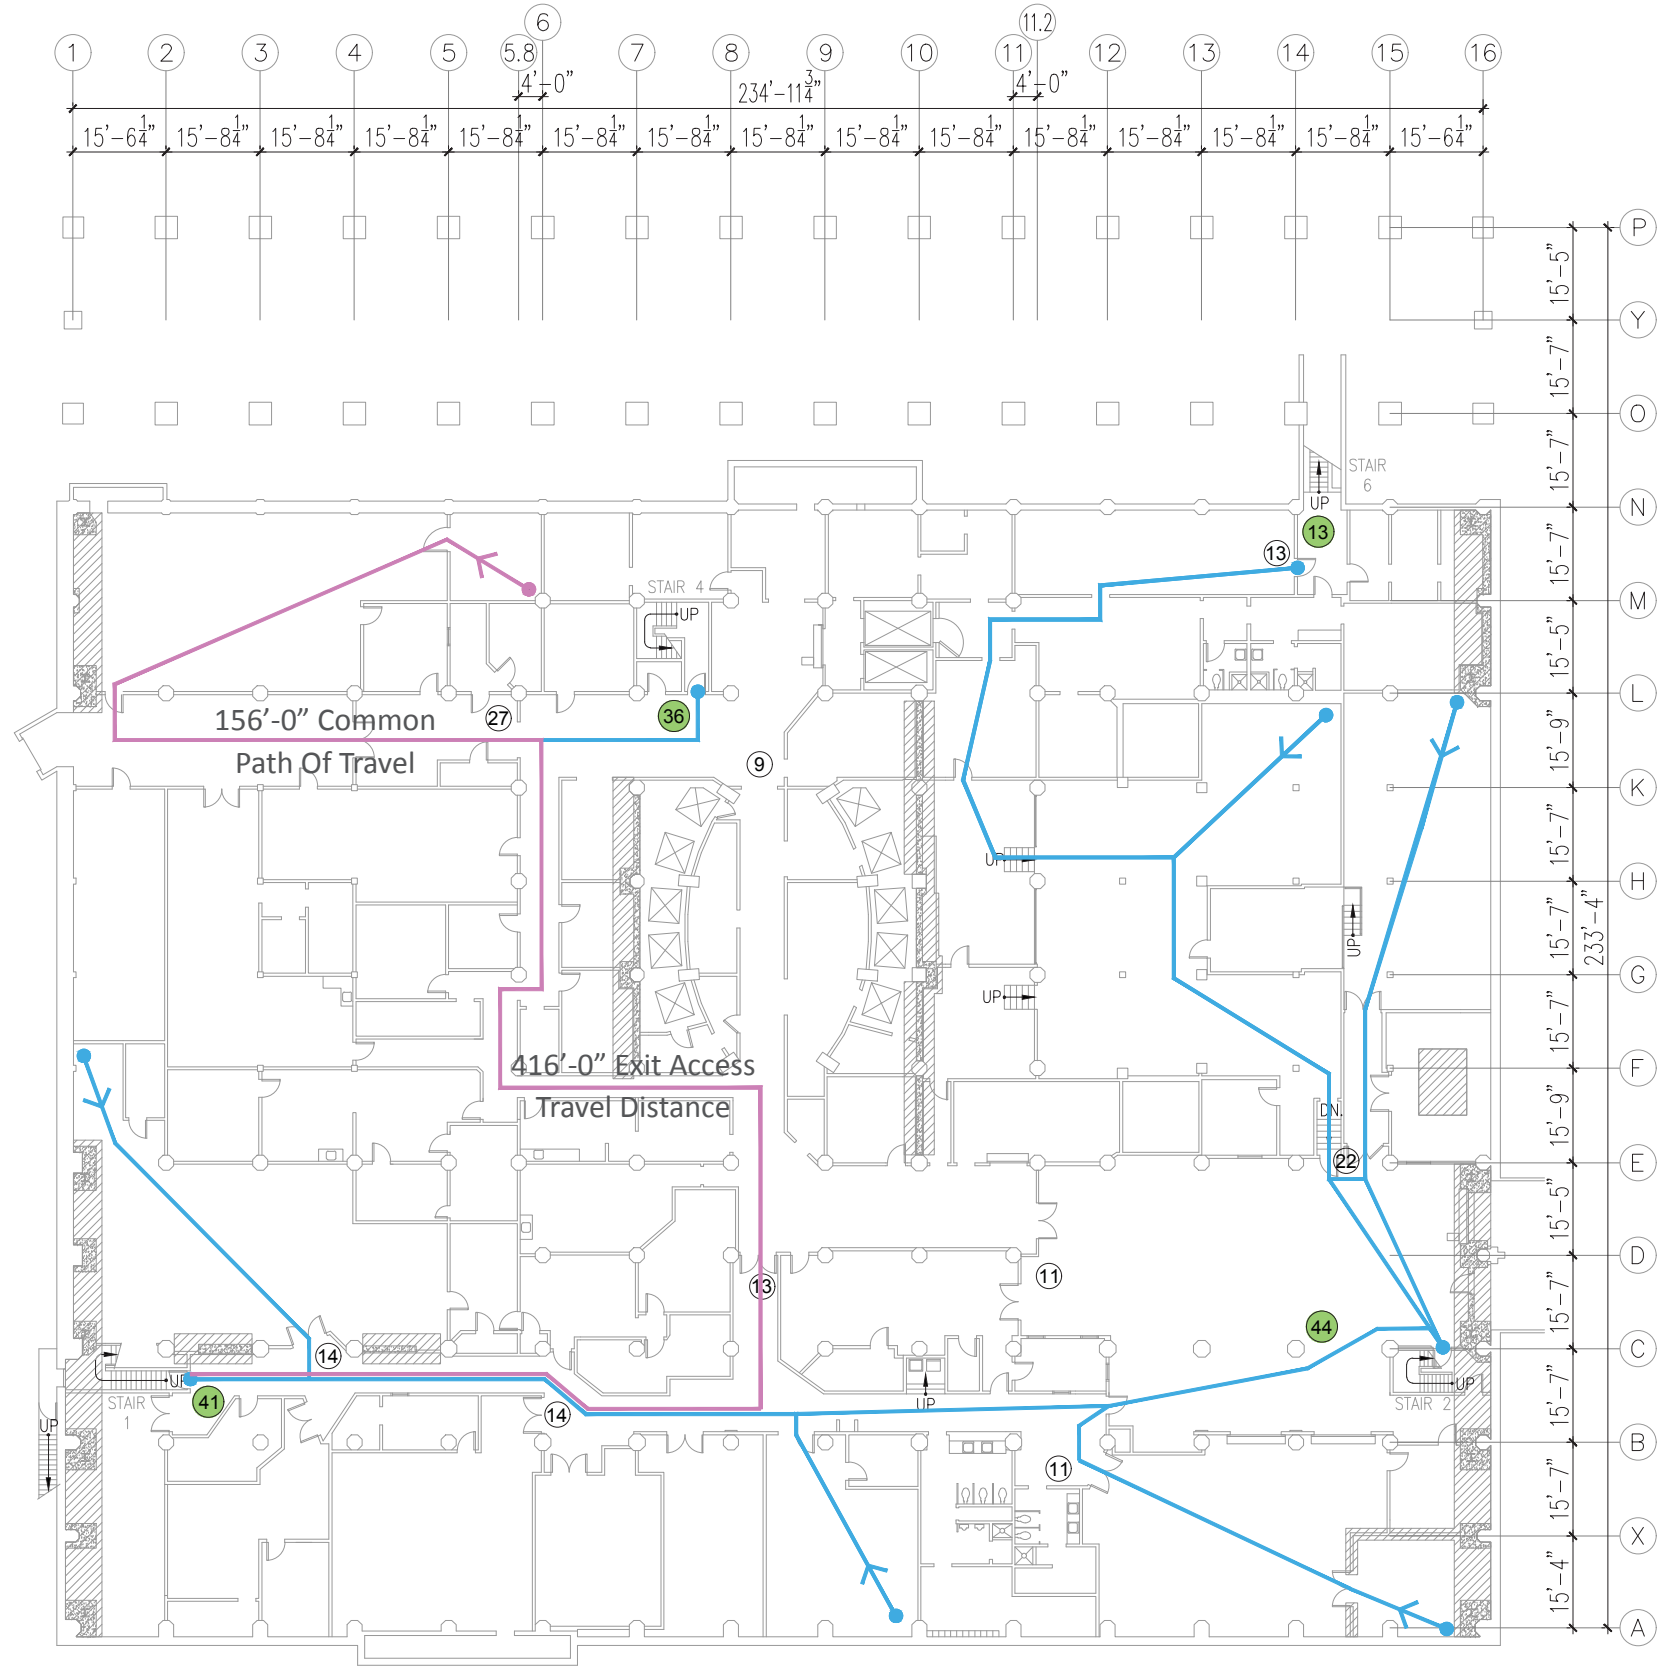 6
11.2
1 2 3 4 5 5.8 7 8 9 10 11 12 13 14 15 16
4'-0" 4'-0"
234'-11 3/4"
15'-6 1/4" 15'-8 1/4" 15'-8 1/4" 15'-8 1/4" 15'-8 1/4" 15'-8 1/4" 15'-8 1/4" 15'-8 1/4" 15'-8 1/4" 15'-8 1/4" 15'-8 1/4" 15'-8 1/4" 15'-8 1/4" 15'-8 1/4" 15'-6 1/4"
P
15'-5"
Y
15'-7"
O
15'-7"
STAIR
6
UP
N
13
13
15'-7"
STAIR 4
UP
M
15'-5"
L
27
36
156'-0" Common
Path Of Travel
9
15'-9"
K
UP
15'-7"
H
UP
233'-4"
15'-7"
G
UP
15'-7"
416'-0" Exit Access
Travel Distance
F
DN.
15'-9"
22
E
15'-5"
13
11
D
44
15'-7"
14
C
UP
41
STAIR
1
UP
14
UP
UP
STAIR 2
15'-7"
B
11
15'-7"
X
15'-4"
A